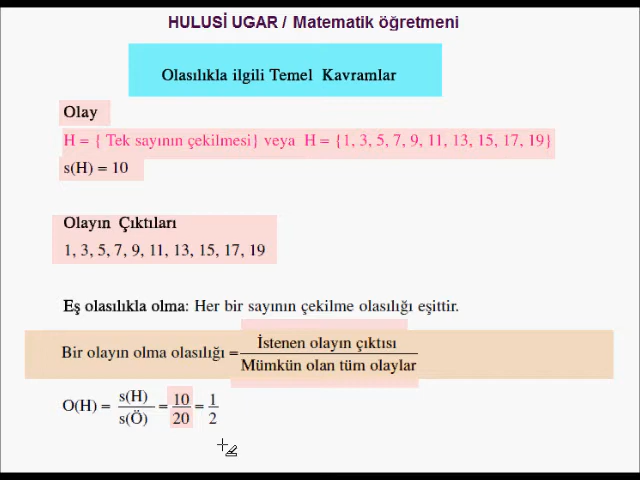 HULUSİ UGAR / Matematik öğretmeni
Olasılıkla ilgili Temel Kavramlar
Olay
H = { Tek sayının çekilmesi} veya H = {1, 3, 5, 7, 9, 11, 13, 15, 17, 19}
s(H) = 10
Olayın Çıktıları
1, 3, 5, 7, 9, 11, 13, 15, 17, 19
Eş olasılıkla olma: Her bir sayının çekilme olasılığı eşittir.
Bir olayın olma olasılığı = İstenen olayın çıktısı / Mümkün olan tüm olaylar
O(H) = s(H) / s(Ö) = 10 / 20 = 1 / 2